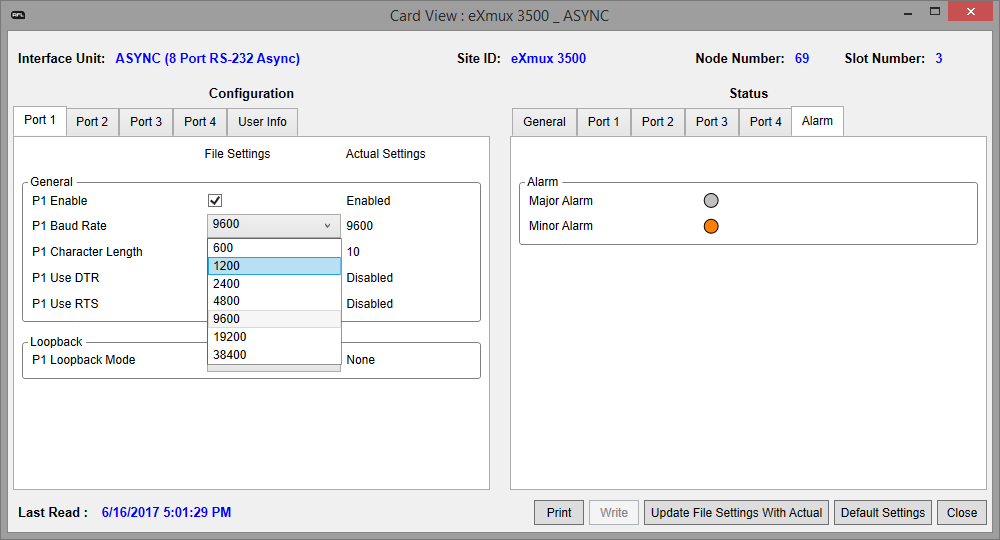 AFL
Card View : eXmux 3500 _ ASYNC
Interface Unit: ASYNC (8 Port RS-232 Async) Site ID: eXmux 3500 Node Number: 69 Slot Number: 3
Configuration
Port 1 Port 2 Port 3 Port 4 User Info
File Settings Actual Settings
General
P1 Enable Enabled
P1 Baud Rate 9600 9600
600
1200
2400
4800
9600
19200
38400
P1 Character Length 10
P1 Use DTR Disabled
P1 Use RTS Disabled
Loopback
P1 Loopback Mode None
Status
General Port 1 Port 2 Port 3 Port 4 Alarm
Alarm
Major Alarm
Minor Alarm
Last Read : 6/16/2017 5:01:29 PM
Print Write Update File Settings With Actual Default Settings Close